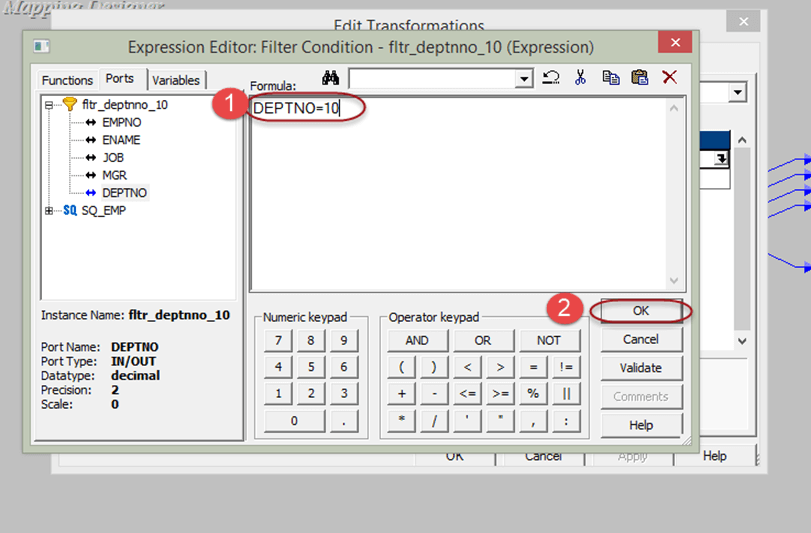 Mapping Designer
Edit Transformations
Expression Editor: Filter Condition - fltr_deptnno_10 (Expression)
Functions Ports Variables
Formula:
1
DEPTNO=10
fltr_deptnno_10
EMPNO
ENAME
JOB
MGR
DEPTNO
SQ SQ_EMP
Instance Name: fltr_deptnno_10
Port Name: DEPTNO
Port Type: IN/OUT
Datatype: decimal
Precision: 2
Scale: 0
Numeric keypad
7 8 9
4 5 6
1 2 3
0 .
Operator keypad
AND OR NOT
( ) < > = !=
+ - <= >= % ||
* / ' " , :
2
OK
Cancel
Validate
Comments
Help
OK Cancel Apply Help